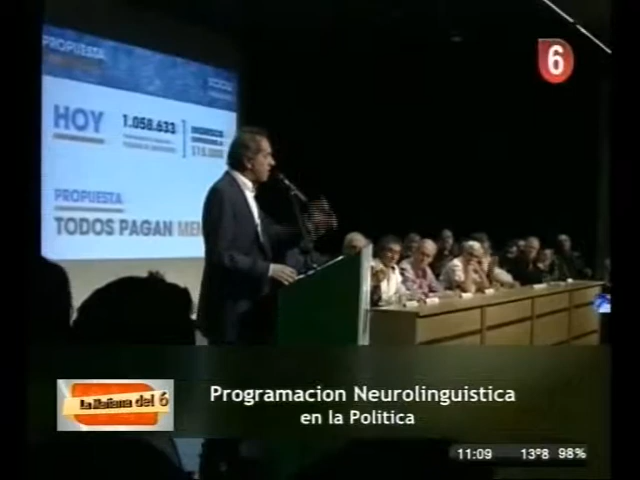 PROPUESTA
6
HOY
1.058.633
PROPUESTA
TODOS PAGAN
La Mañana del 6
Programacion Neurolinguistica
en la Politica
11:09 13°8 98%